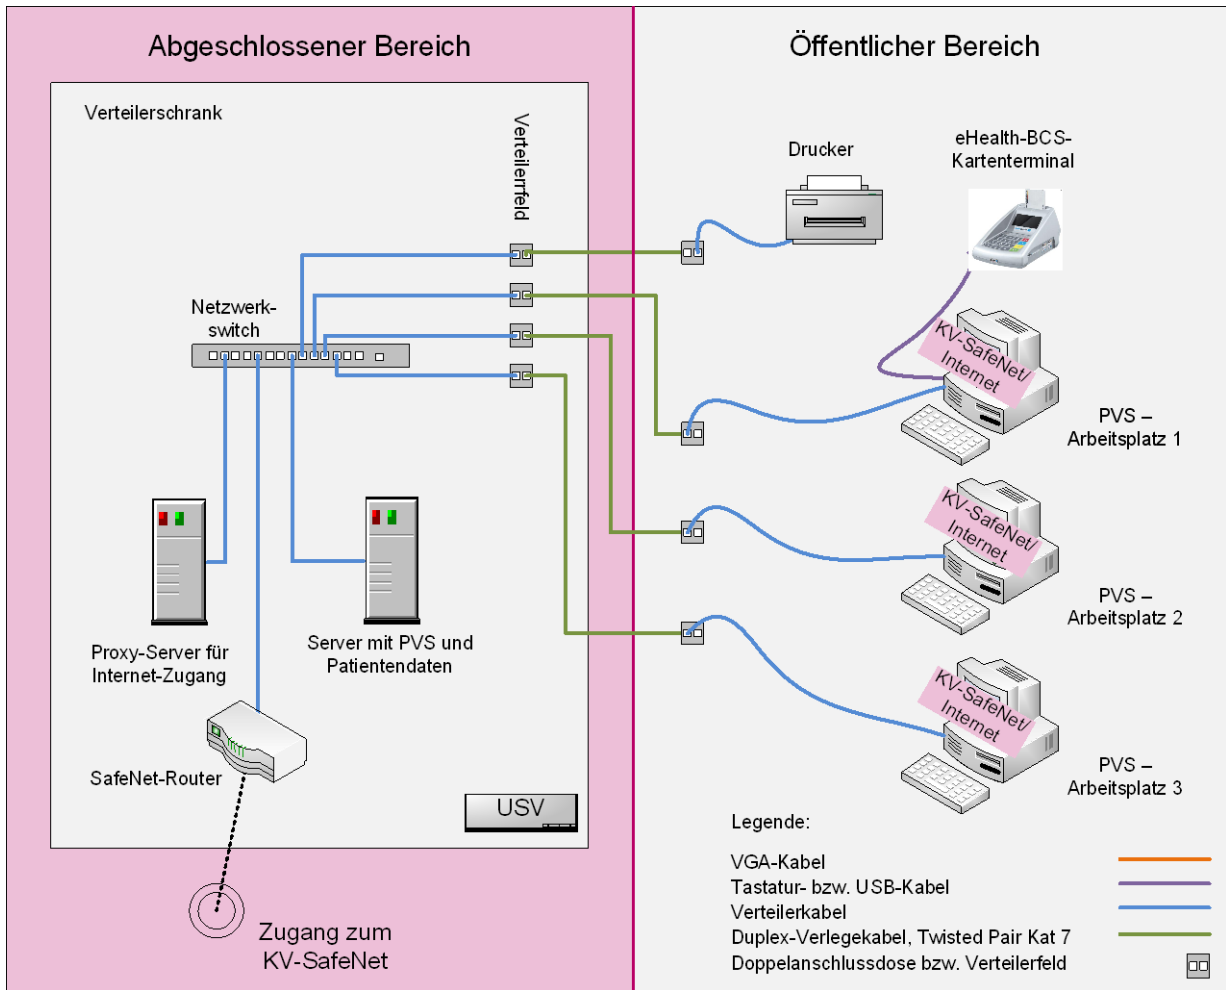 Abgeschlossener Bereich
Öffentlicher Bereich
Verteilerschrank
Verteilerrfeld
Drucker
eHealth-BCS-
Kartenterminal
Netzwerk-
switch
KV-SafeNet/
Internet
PVS –
Arbeitsplatz 1
KV-SafeNet/
Internet
PVS –
Arbeitsplatz 2
Proxy-Server für
Internet-Zugang
Server mit PVS und
Patientendaten
KV-SafeNet/
Internet
PVS –
Arbeitsplatz 3
SafeNet-Router
USV
Zugang zum
KV-SafeNet
Legende:
VGA-Kabel
Tastatur- bzw. USB-Kabel
Verteilerkabel
Duplex-Verlegekabel, Twisted Pair Kat 7
Doppelanschlussdose bzw. Verteilerfeld